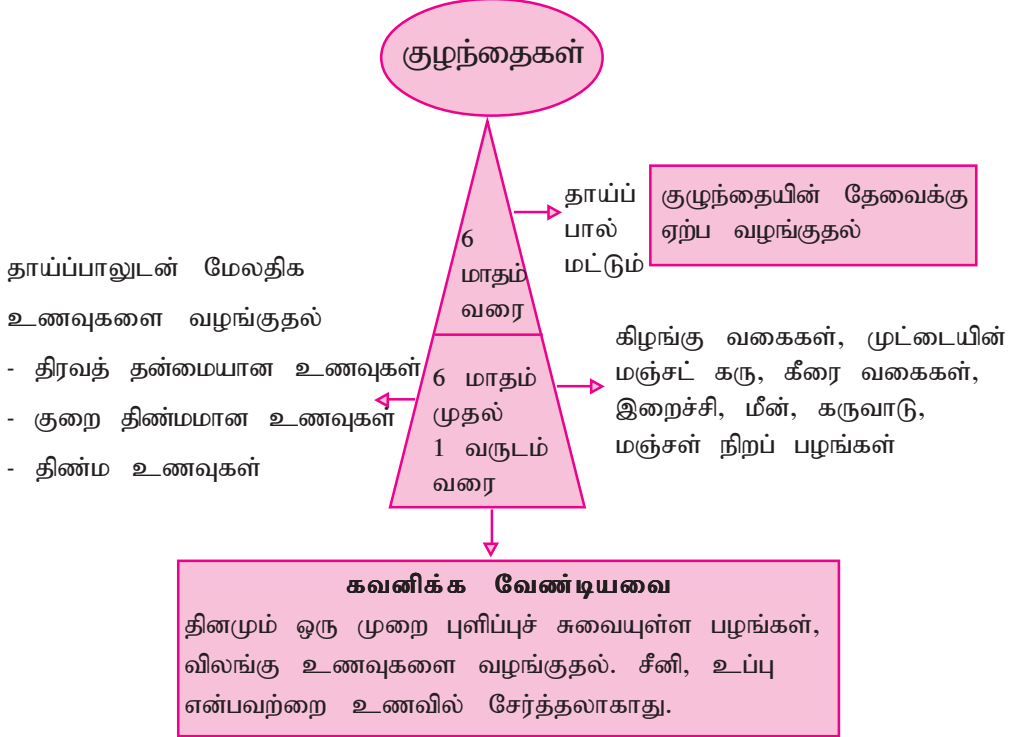 குழந்தைகள்
6
மாதம்
வரை
தாய்ப்
பால்
மட்டும்
குழுந்தையின் தேவைக்கு
ஏற்ப வழங்குதல்
தாய்ப்பாலுடன் மேலதிக
உணவுகளை வழங்குதல்
- திரவத் தன்மையான உணவுகள்
- குறை திண்மமான உணவுகள்
- திண்ம உணவுகள்
6 மாதம்
முதல்
1 வருடம்
வரை
கிழங்கு வகைகள், முட்டையின்
மஞ்சட் கரு, கீரை வகைகள்,
இறைச்சி, மீன், கருவாடு,
மஞ்சள் நிறப் பழங்கள்
கவனிக்க வேண்டியவை
தினமும் ஒரு முறை புளிப்புச் சுவையுள்ள பழங்கள்,
விலங்கு உணவுகளை வழங்குதல். சீனி, உப்பு
என்பவற்றை உணவில் சேர்த்தலாகாது.